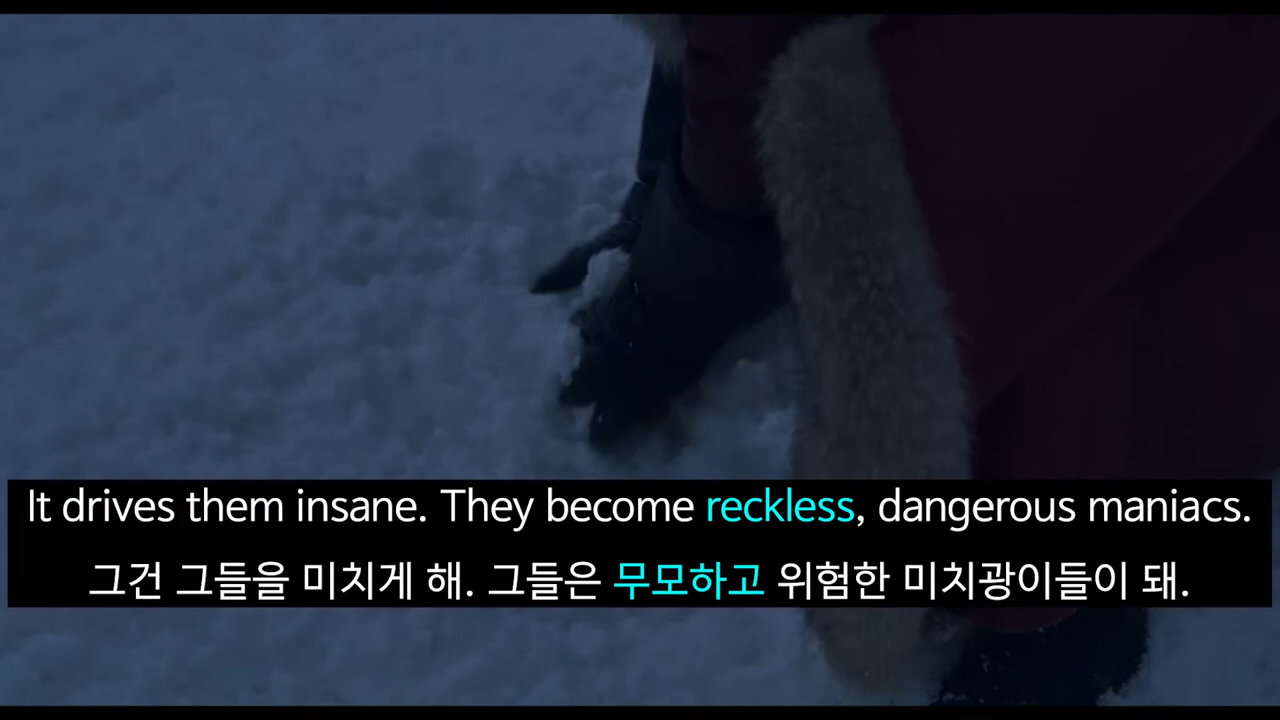 It drives them insane. They become reckless, dangerous maniacs.
그건 그들을 미치게 해. 그들은 무모하고 위험한 미치광이들이 돼.